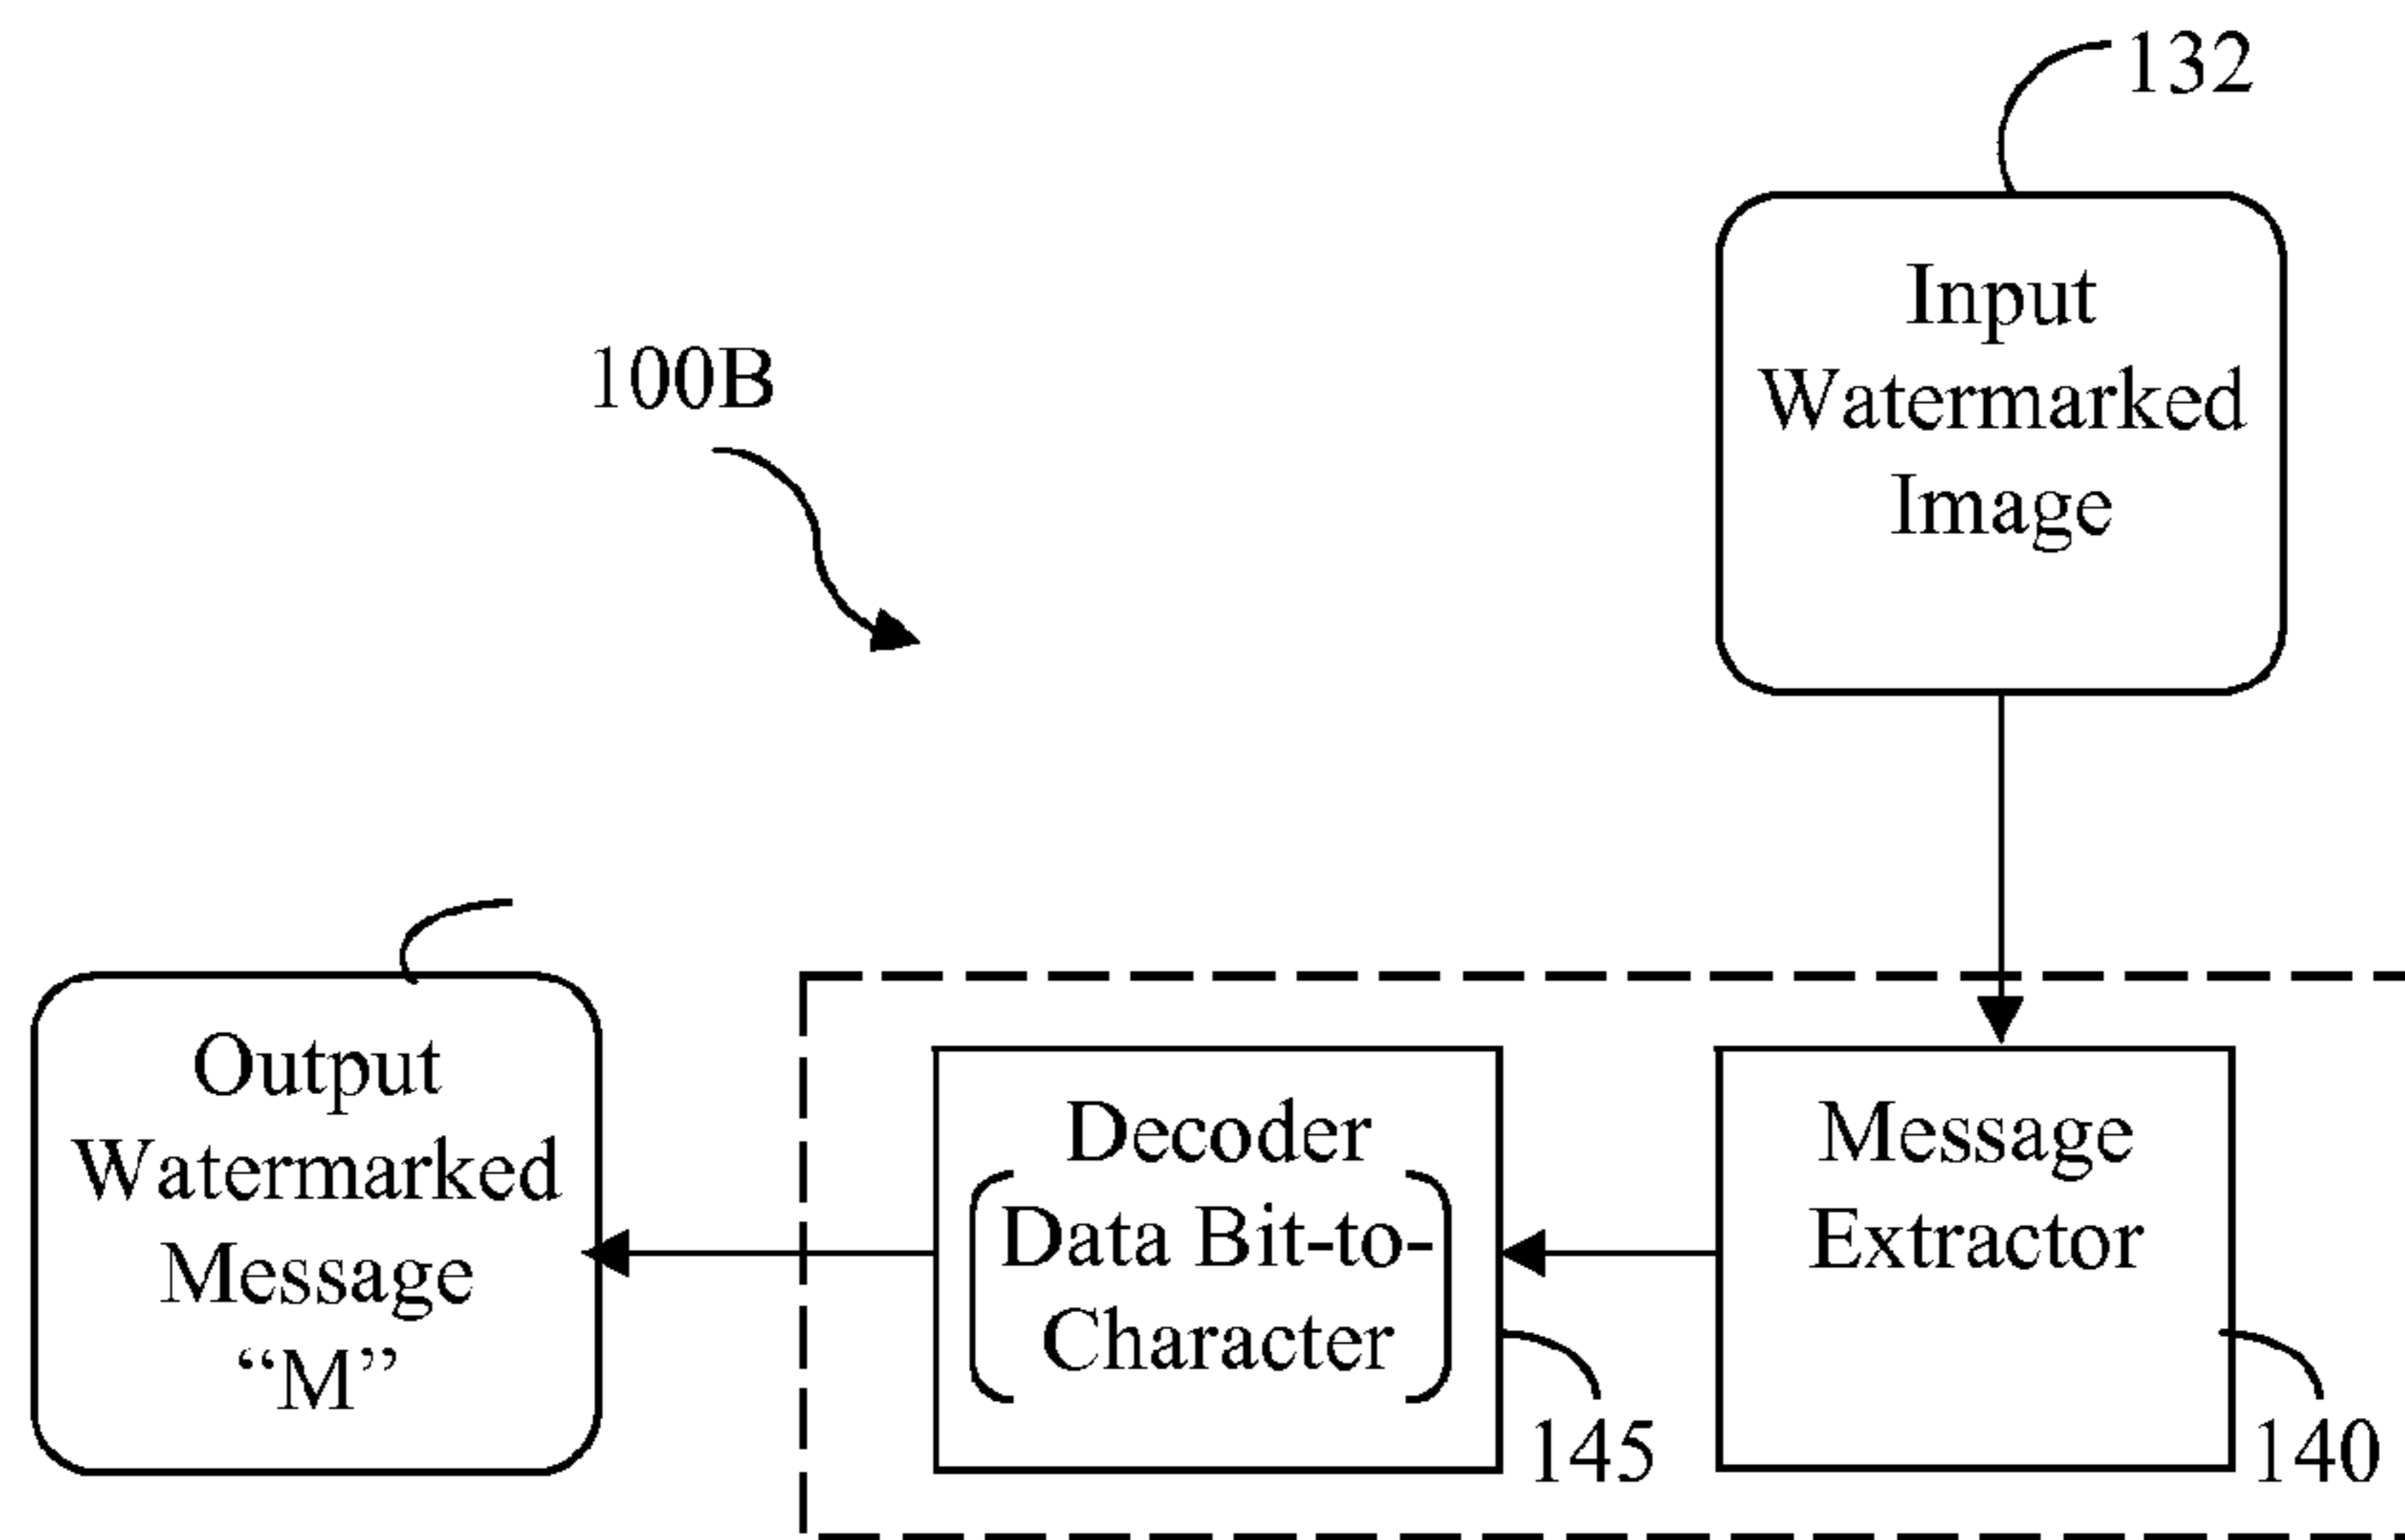 132
Input
Watermarked
Image
100B
Output
Watermarked
Message
“M”
Decoder
Data Bit-to-
Character
145
Message
Extractor
140